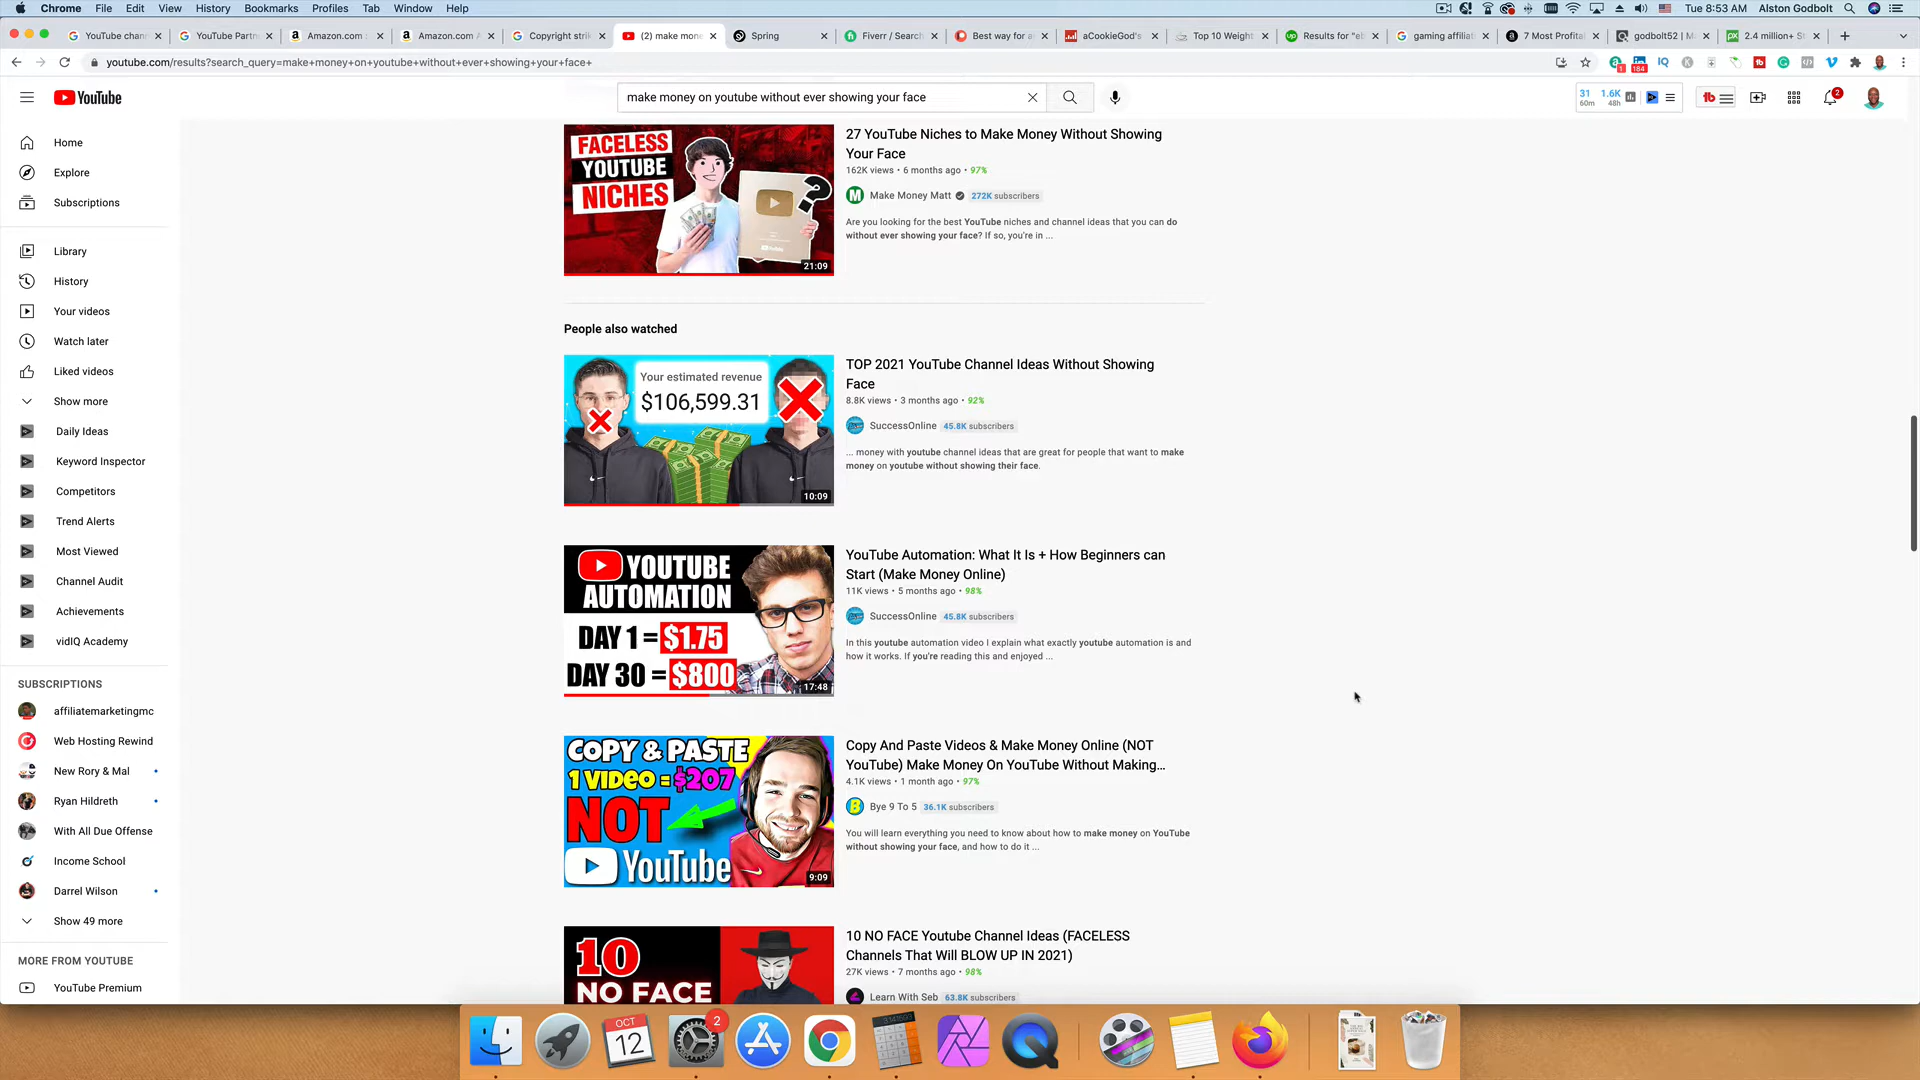 Chrome File Edit View History Bookmarks Profiles Tab Window Help
Tue 8:53 AM Alston Godbolt
YouTube chan
YouTube Partn
Amazon.com :
Amazon.com A
Copyright strik
(2) make mone
Spring
Fiverr / Search
Best way for a
aCookieGod's
Top 10 Weight
Results for "eb
gaming affiliat
7 Most Profita
godbolt52 | M
2.4 million+ St
youtube.com/results?search_query=make+money+on+youtube+without+ever+showing+your+face+
YouTube
make money on youtube without ever showing your face
31 60m
1.6K 48h
2
Home
Explore
Subscriptions
Library
History
Your videos
Watch later
Liked videos
Show more
Daily Ideas
Keyword Inspector
Competitors
Trend Alerts
Most Viewed
Channel Audit
Achievements
vidIQ Academy
SUBSCRIPTIONS
affiliatemarketingmc
Web Hosting Rewind
New Rory & Mal
Ryan Hildreth
With All Due Offense
Income School
Darrel Wilson
Show 49 more
MORE FROM YOUTUBE
YouTube Premium
FACELESS
YOUTUBE
NICHES
21:09
27 YouTube Niches to Make Money Without Showing
Your Face
162K views • 6 months ago • 97%
Make Money Matt 272K subscribers
Are you looking for the best YouTube niches and channel ideas that you can do
without ever showing your face? If so, you're in ...
People also watched
Your estimated revenue
$106,599.31
10:09
TOP 2021 YouTube Channel Ideas Without Showing
Face
8.8K views • 3 months ago • 92%
SuccessOnline 45.8K subscribers
... money with youtube channel ideas that are great for people that want to make
money on youtube without showing their face.
YOUTUBE
AUTOMATION
DAY 1 = $1.75
DAY 30 = $800
17:48
YouTube Automation: What It Is + How Beginners can
Start (Make Money Online)
11K views • 5 months ago • 98%
SuccessOnline 45.8K subscribers
In this youtube automation video I explain what exactly youtube automation is and
how it works. If you're reading this and enjoyed ...
COPY & PASTE
1 VIDEO = $207
NOT
YouTube
9:09
Copy And Paste Videos & Make Money Online (NOT
YouTube) Make Money On YouTube Without Making...
4.1K views • 1 month ago • 97%
Bye 9 To 5 36.1K subscribers
You will learn everything you need to know about how to make money on YouTube
without showing your face, and how to do it ...
10
NO FACE
10 NO FACE Youtube Channel Ideas (FACELESS
Channels That Will BLOW UP IN 2021)
27K views • 7 months ago • 98%
Learn With Seb 63.8K subscribers
OCT
12
2